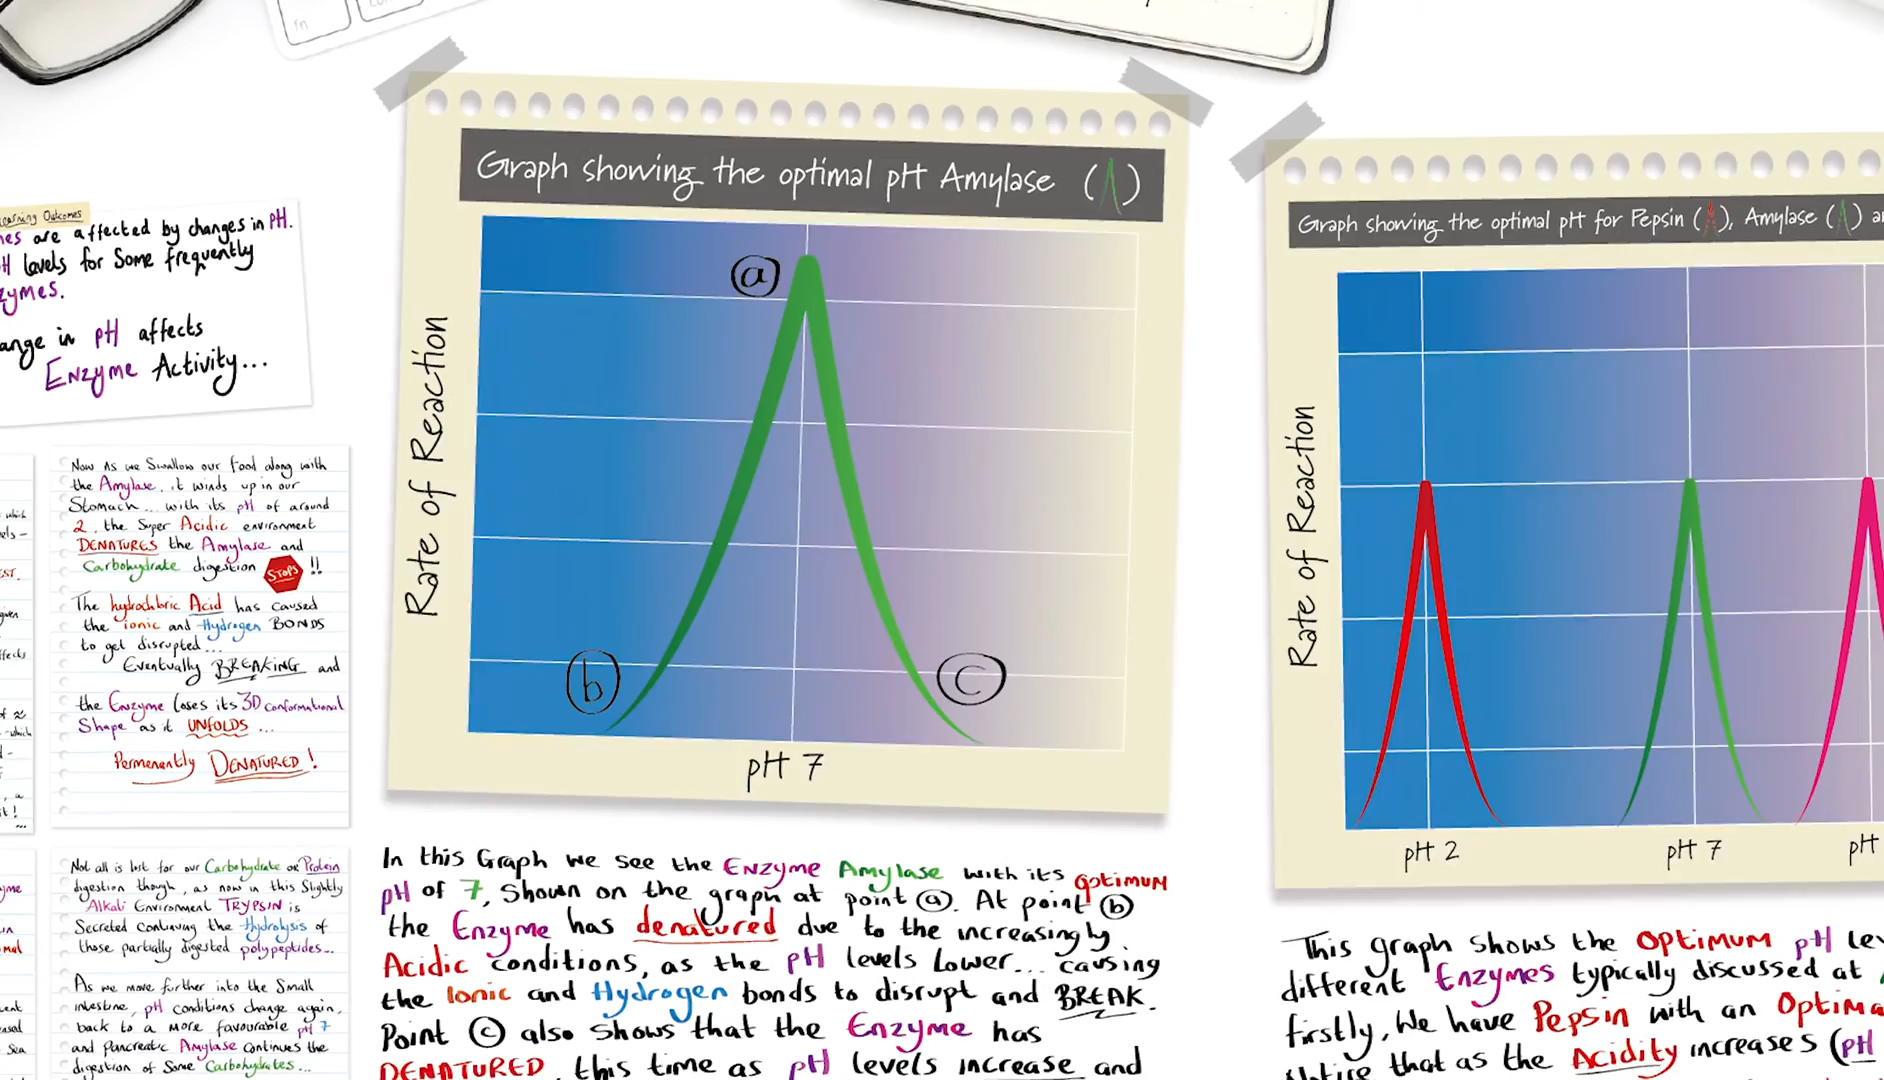 Learning Outcomes
are affected by changes in pH.
levels for Some frequently
change in pH affects
Enzyme Activity...
Now As we Swallow our food along with
the Amylase, it winds up in our
Stomach... with its pH of around
2. the Super Acidic environment
DENATURES the Amylase and
Carbohydrate digestion STOPS !!
The hydrochloric Acid has caused
the ionic and Hydrogen BONDS
to get disrupted...
Eventually BREAKING and
the Enzyme loses its 3D conformational
Shape as it UNFOLDS ...
Permenantly DENATURED!
Not all is lost for our Carbohydrate or Protein
digestion though, as now in this Slightly
Alkali Environment TRYPSIN is
Secreted continuing the Hydrolysis of
those partially digested polypeptides...
As we move further into the Small
intestine, pH conditions change again,
back to a more favourable pH 7
and pancreatic Amylase continues the
digestion of Some Carbohydrates...
Graph showing the optimal pH Amylase ( )
Rate of Reaction
a
b
c
pH 7
In this Graph we see the Enzyme Amylase with its optimum
pH of 7, Shown on the graph at point a. At point b
the Enzyme has denatured due to the increasingly
Acidic conditions, as the pH levels Lower... causing
the Ionic and Hydrogen bonds to disrupt and BREAK.
Point c also shows that the Enzyme has
DENATURED, this time as pH levels increase and
Graph showing the optimal pH for Pepsin ( ), Amylase ( )
Rate of Reaction
pH 2
pH 7
pH
This graph shows the Optimum pH
different Enzymes typically discussed at
firstly, We have Pepsin with an
that as the Acidity increases (pH